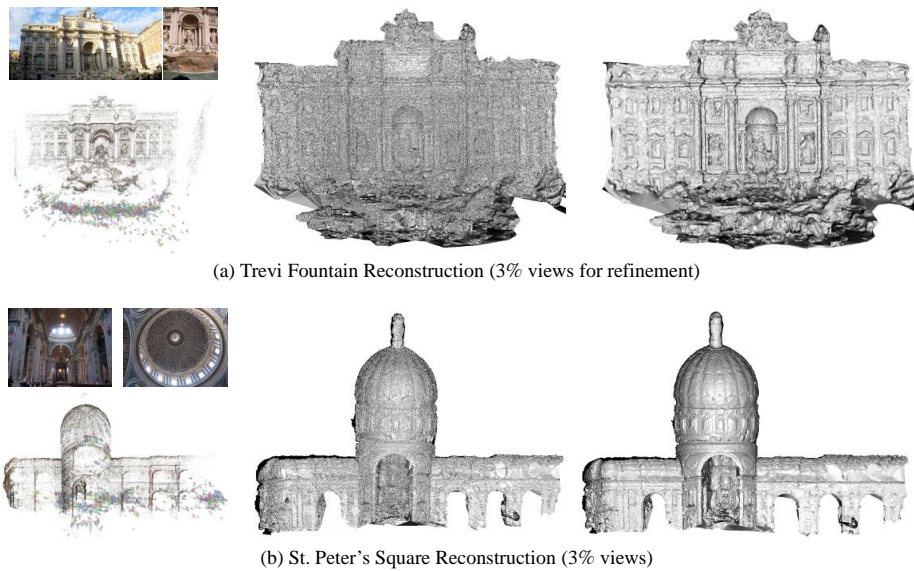 (a) Trevi Fountain Reconstruction (3% views for refinement)
(b) St. Peter's Square Reconstruction (3% views)